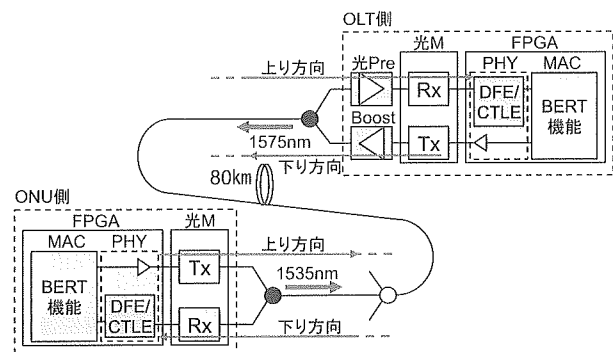 OLT側
光M
FPGA
上り方向
光Pre
PHY
MAC
Rx
DFE/
CTLE
BERT
機能
Boost
Tx
1575nm
下り方向
80km
ONU側
FPGA
光M
MAC
PHY
上り方向
BERT
機能
Tx
1535nm
DFE/
CTLE
Rx
下り方向